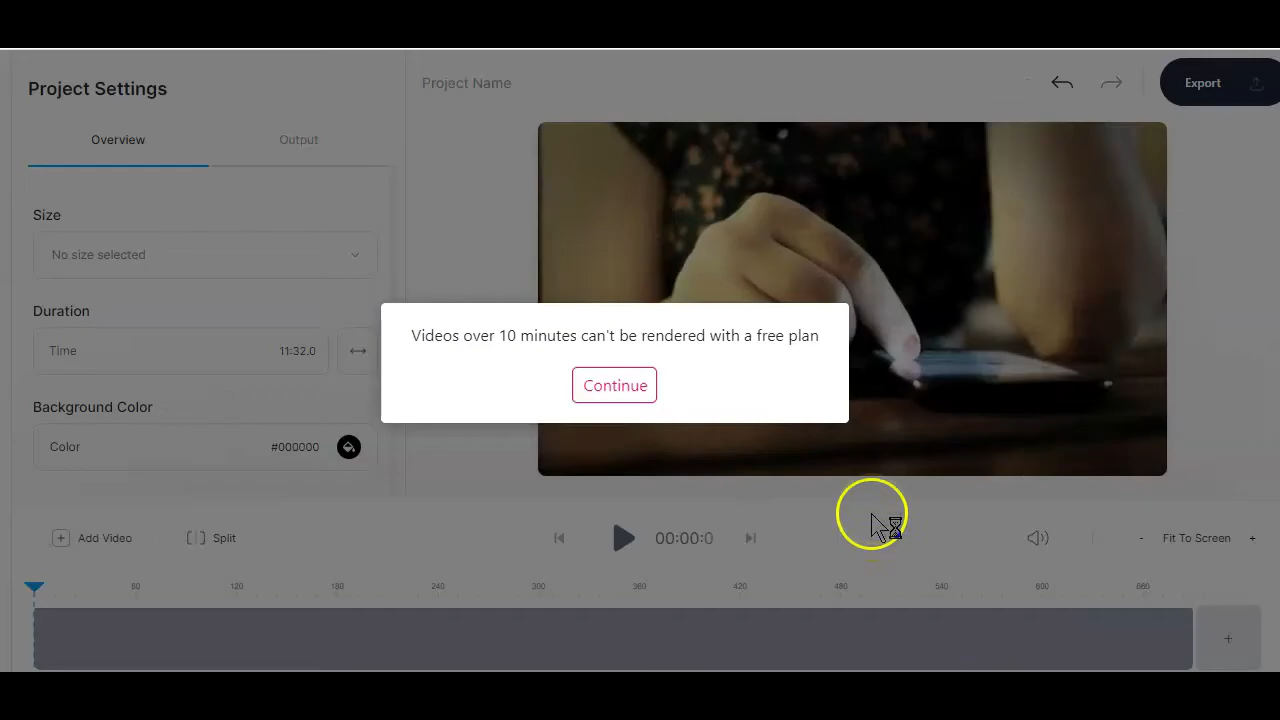 Project Settings
Project Name
Export
Overview
Output
Size
No size selected
Duration
Time
11:32.0
Background Color
Color
#000000
Videos over 10 minutes can't be rendered with a free plan
Continue
+ Add Video
Split
00:00:0
- Fit To Screen +
60 120 180 240 300 360 420 480 540 600 660
+